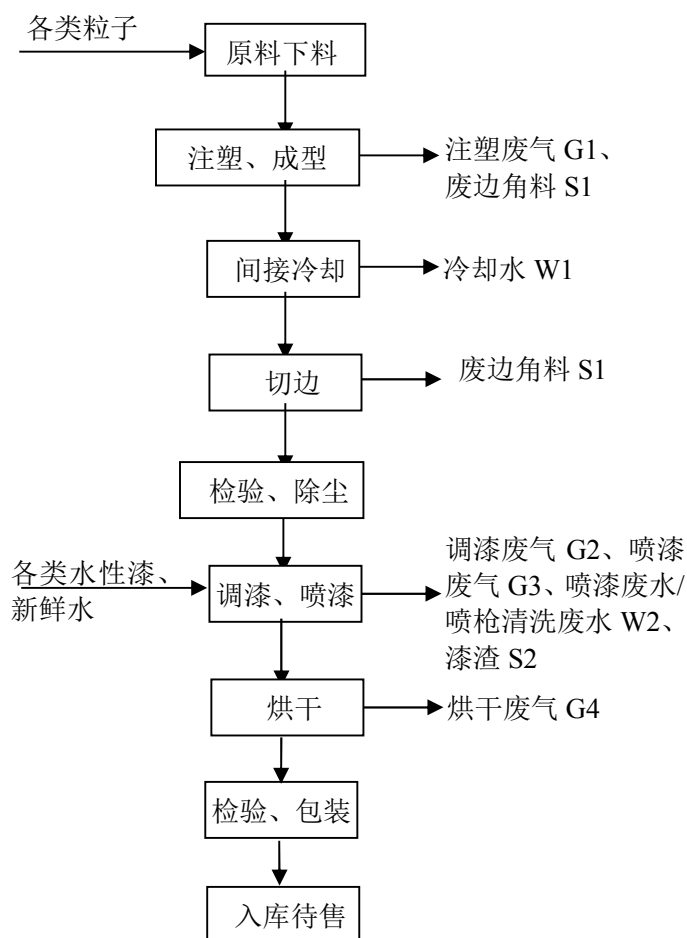 各类粒子
原料下料
注塑、成型
注塑废气 G1、
废边角料 S1
间接冷却
冷却水 W1
切边
废边角料 S1
检验、除尘
各类水性漆、
新鲜水
调漆、喷漆
调漆废气 G2、喷漆
废气 G3、喷漆废水/
喷枪清洗废水 W2、
漆渣 S2
烘干
烘干废气 G4
检验、包装
入库待售